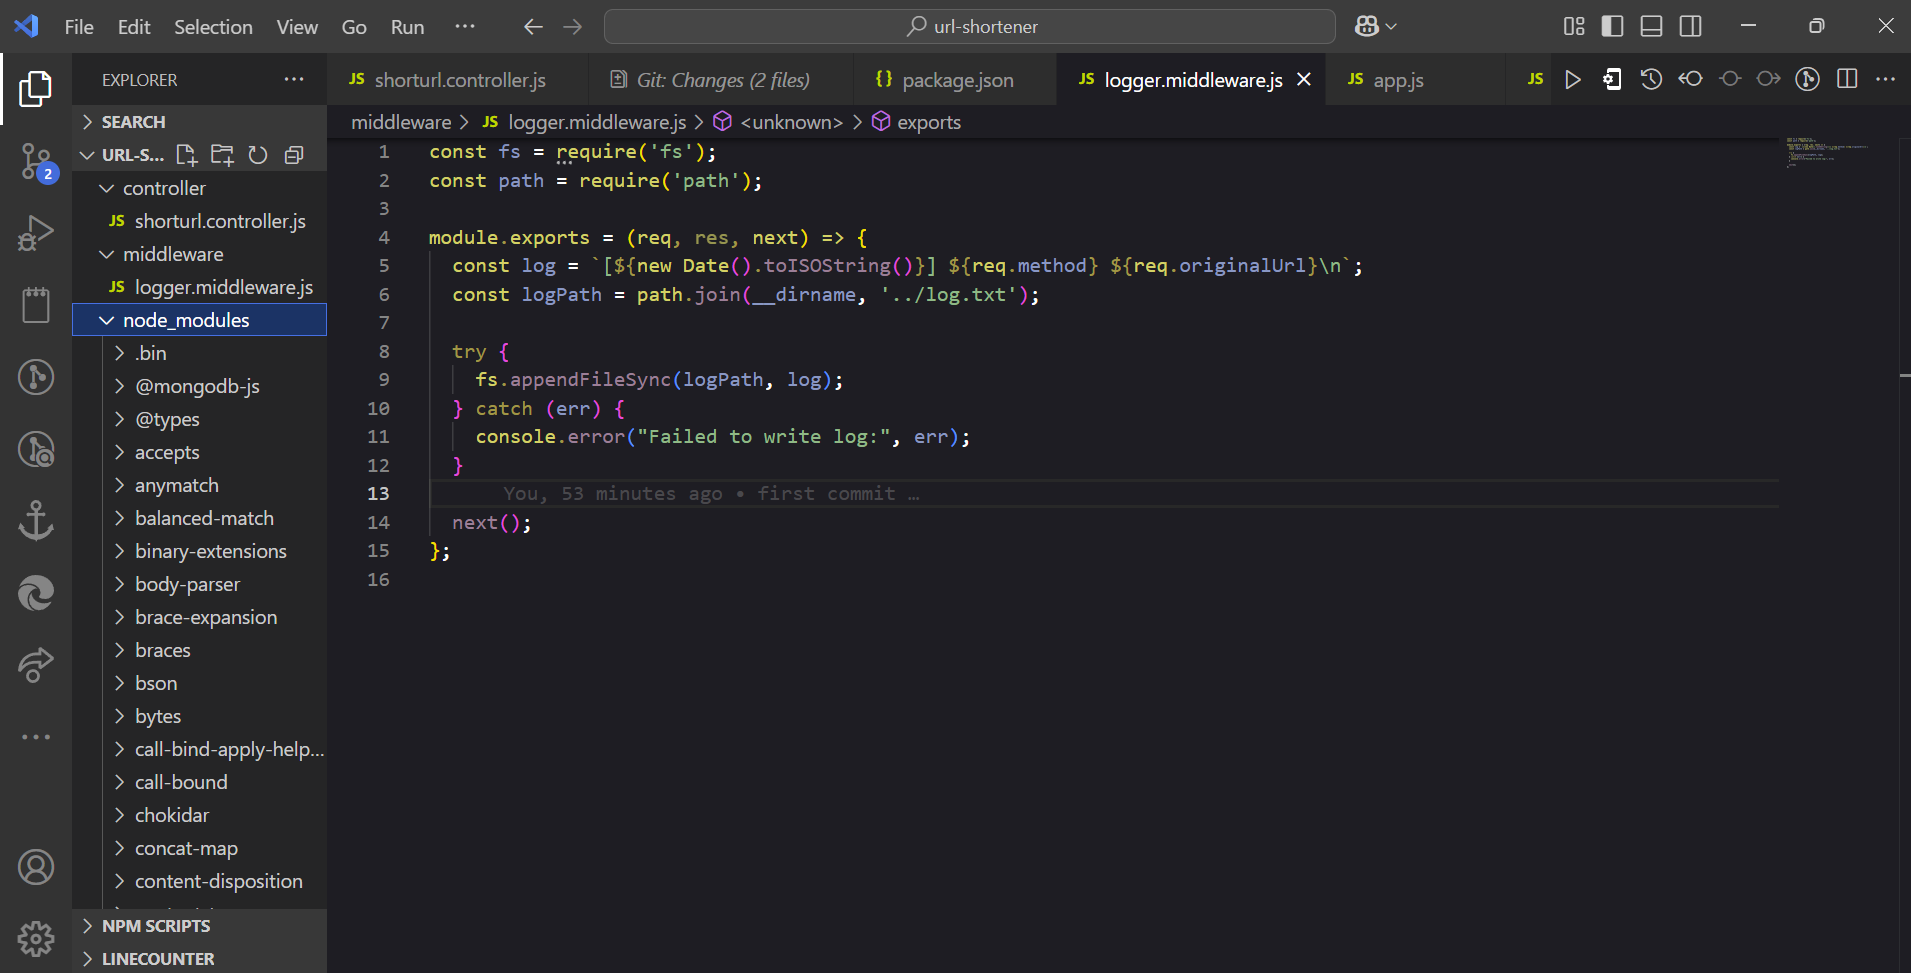 File Edit Selection View Go Run ··· url-shortener
EXPLORER ···
SEARCH
URL-S...
controller
JS shorturl.controller.js
middleware
JS logger.middleware.js
node_modules
.bin
@mongodb-js
@types
accepts
anymatch
balanced-match
binary-extensions
body-parser
brace-expansion
braces
bson
bytes
call-bind-apply-help...
call-bound
chokidar
concat-map
content-disposition
NPM SCRIPTS
LINECOUNTER
2
JS shorturl.controller.js Git: Changes (2 files) {} package.json JS logger.middleware.js JS app.js JS
middleware > JS logger.middleware.js > <unknown> > exports
1 const fs = require('fs');
2 const path = require('path');
3
4 module.exports = (req, res, next) => {
5 const log = `[${new Date().toISOString()}] ${req.method} ${req.originalUrl}\n`;
6 const logPath = path.join(__dirname, '../log.txt');
7
8 try {
9 fs.appendFileSync(logPath, log);
10 } catch (err) {
11 console.error("Failed to write log:", err);
12 }
13 You, 53 minutes ago • first commit …
14 next();
15 };
16